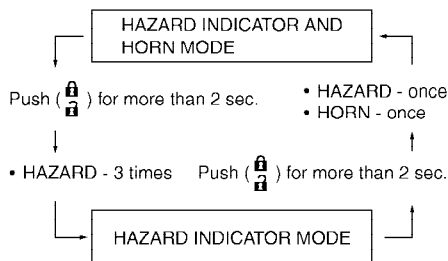 HAZARD INDICATOR AND
HORN MODE
Push ( ) for more than 2 sec.
• HAZARD - once
• HORN - once
• HAZARD - 3 times
Push ( ) for more than 2 sec.
HAZARD INDICATOR MODE